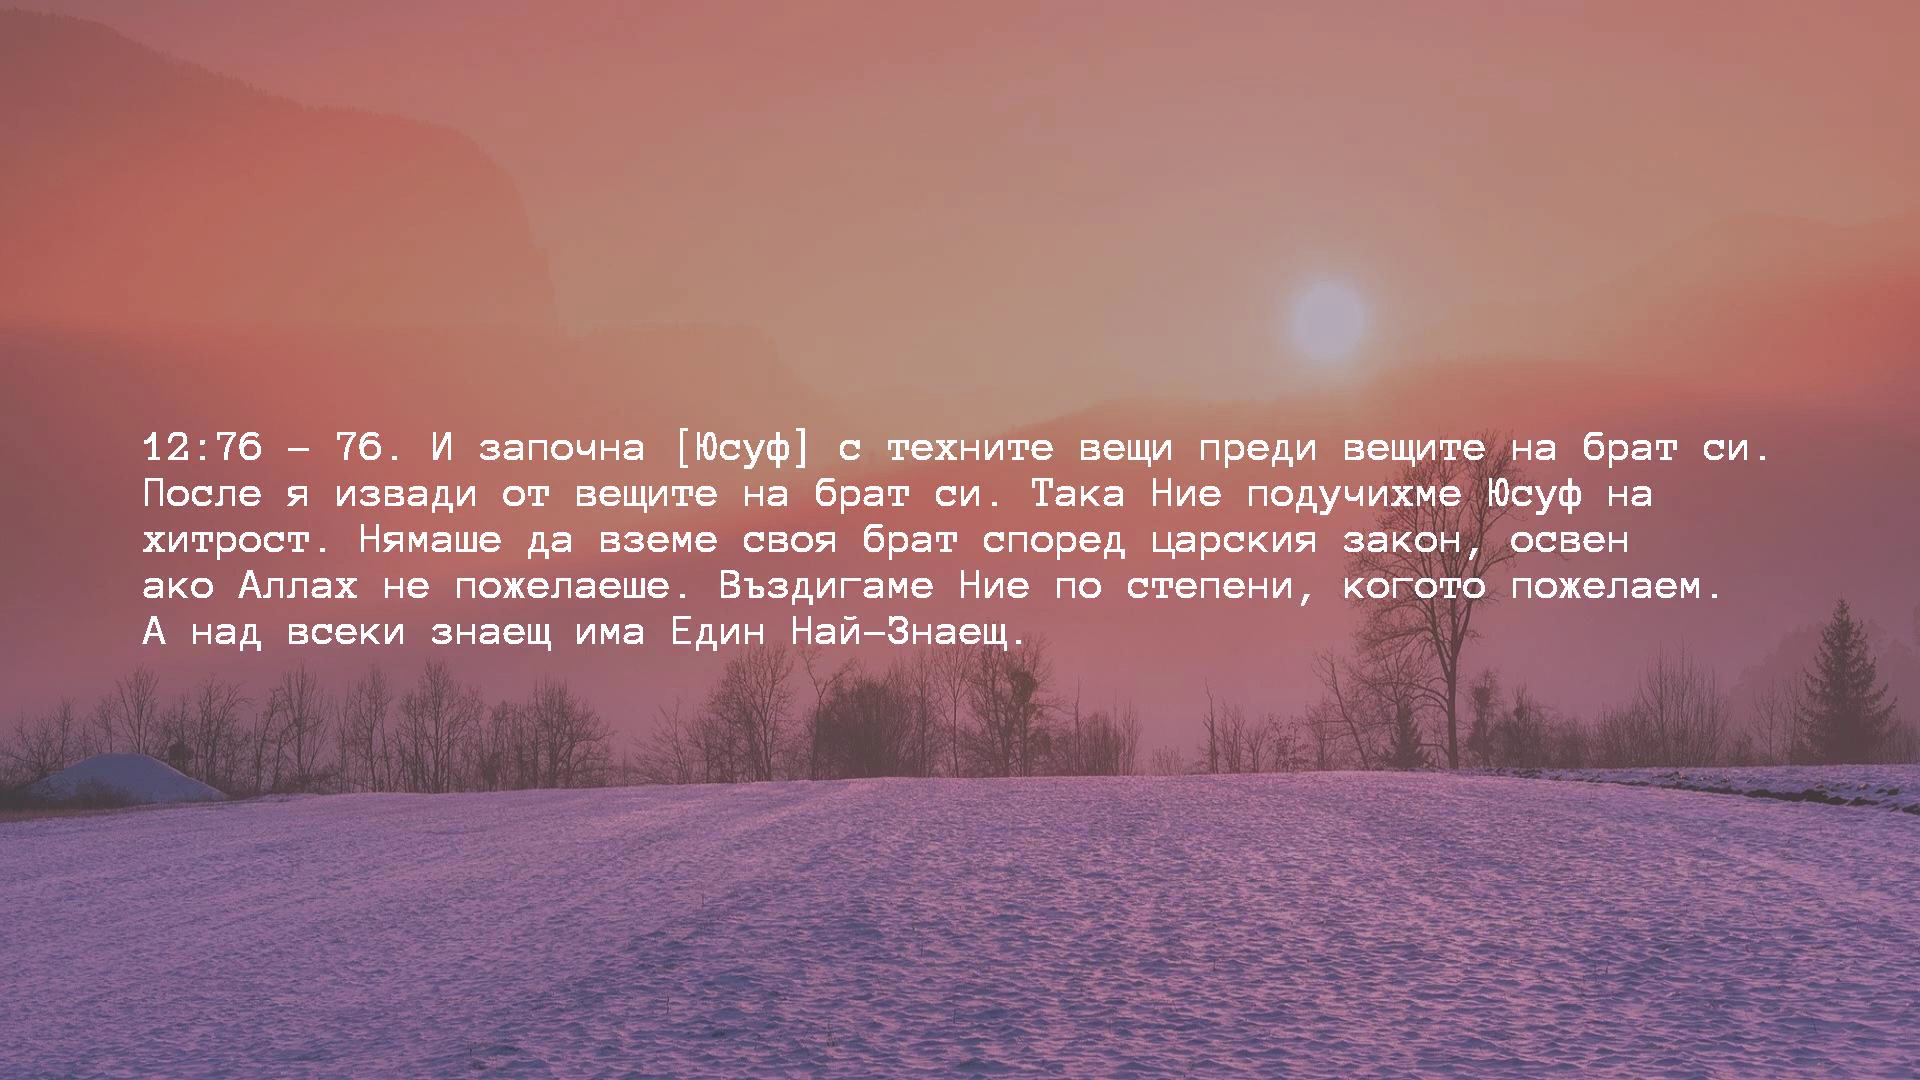 12:76 – 76. И започна [Юсуф] с техните вещи преди вещите на брат си.
После я извади от вещите на брат си. Така Ние подучихме Юсуф на
хитрост. Нямаше да вземе своя брат според царския закон, освен
ако Аллах не пожелаеше. Въздигаме Ние по степени, когото пожелаем.
А над всеки знаещ има Един Най–Знаещ.